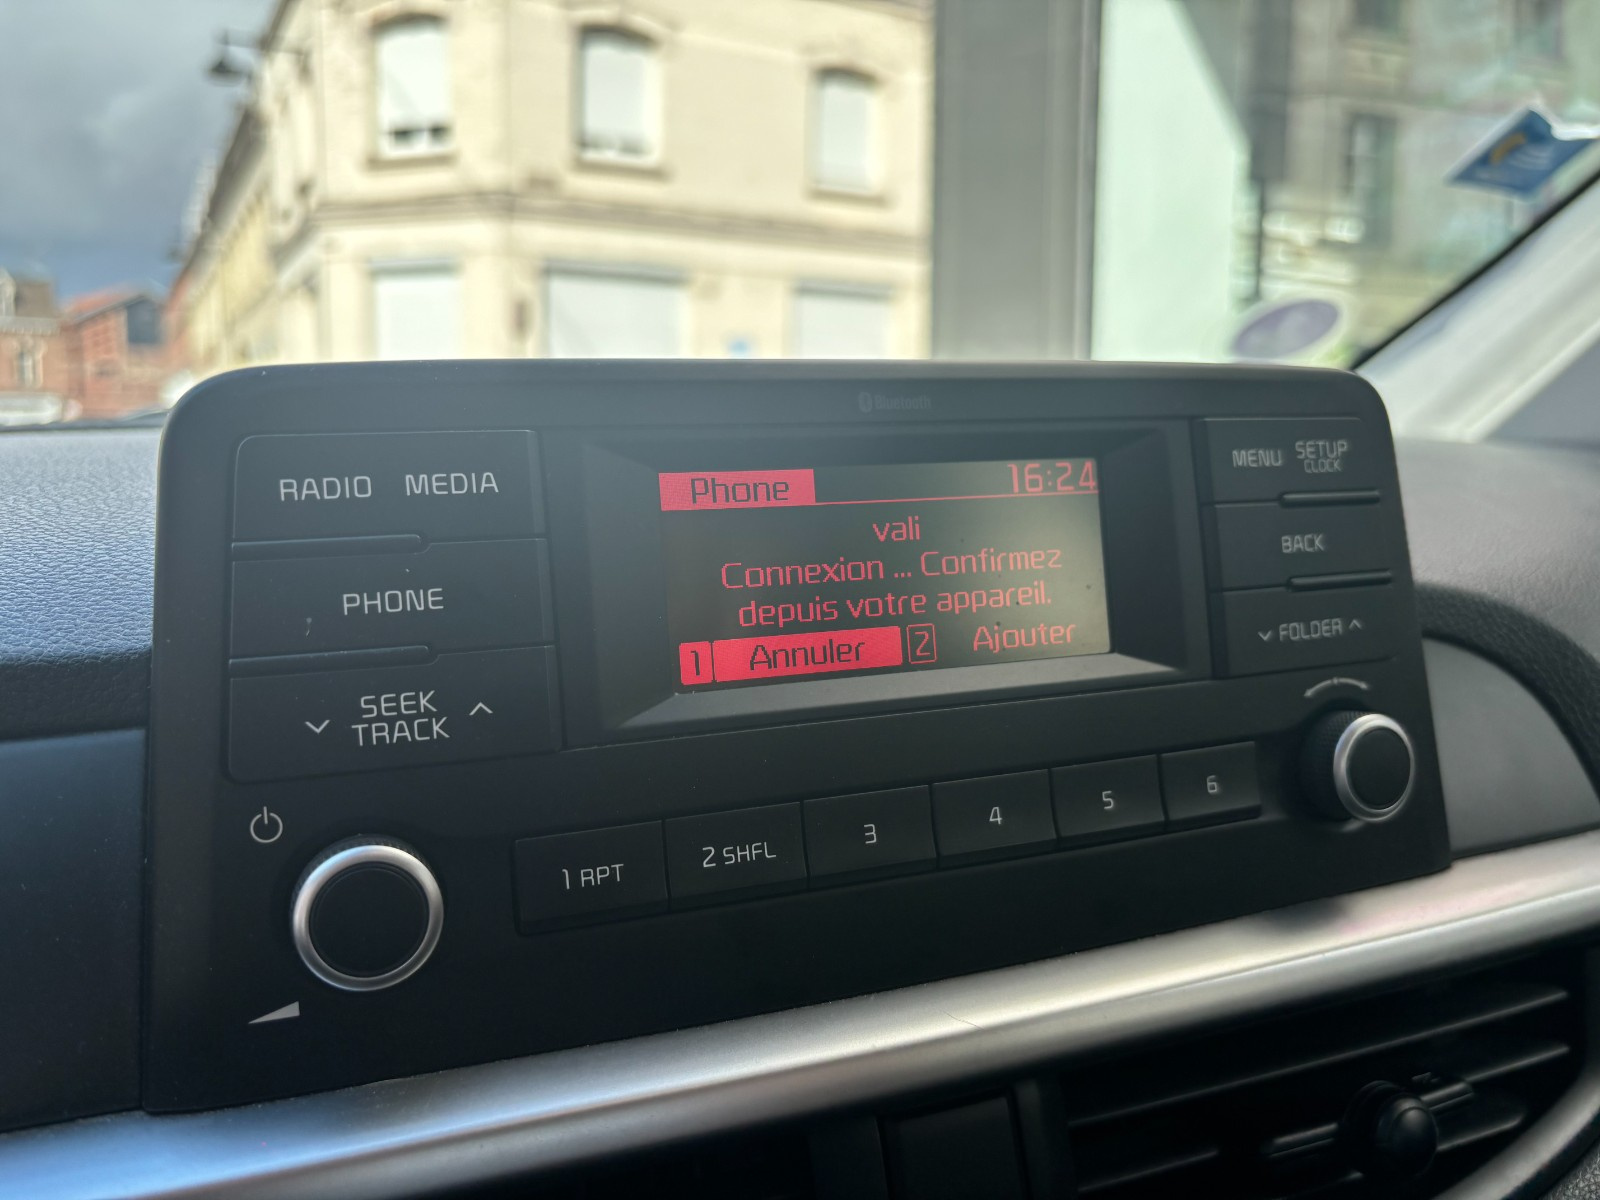 Bluetooth
RADIO MEDIA
PHONE
SEEK
TRACK
Phone 16:24
vali
Connexion ... Confirmez
depuis votre appareil.
1 Annuler 2 Ajouter
MENU SETUP
CLOCK
BACK
FOLDER
1 RPT 2 SHFL 3 4 5 6